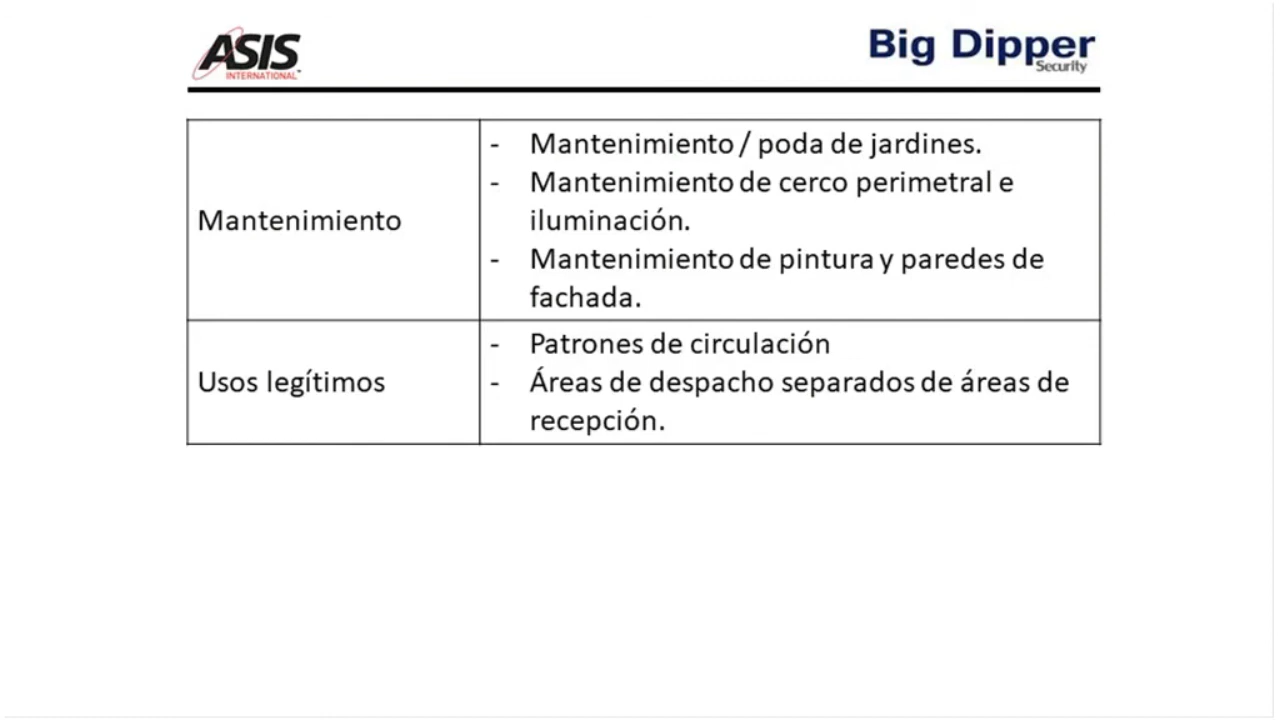 ASIS
INTERNATIONAL™
Big Dipper
Security
Mantenimiento
- Mantenimiento / poda de jardines.
- Mantenimiento de cerco perimetral e
iluminación.
- Mantenimiento de pintura y paredes de
fachada.
Usos legítimos
- Patrones de circulación
- Áreas de despacho separados de áreas de
recepción.